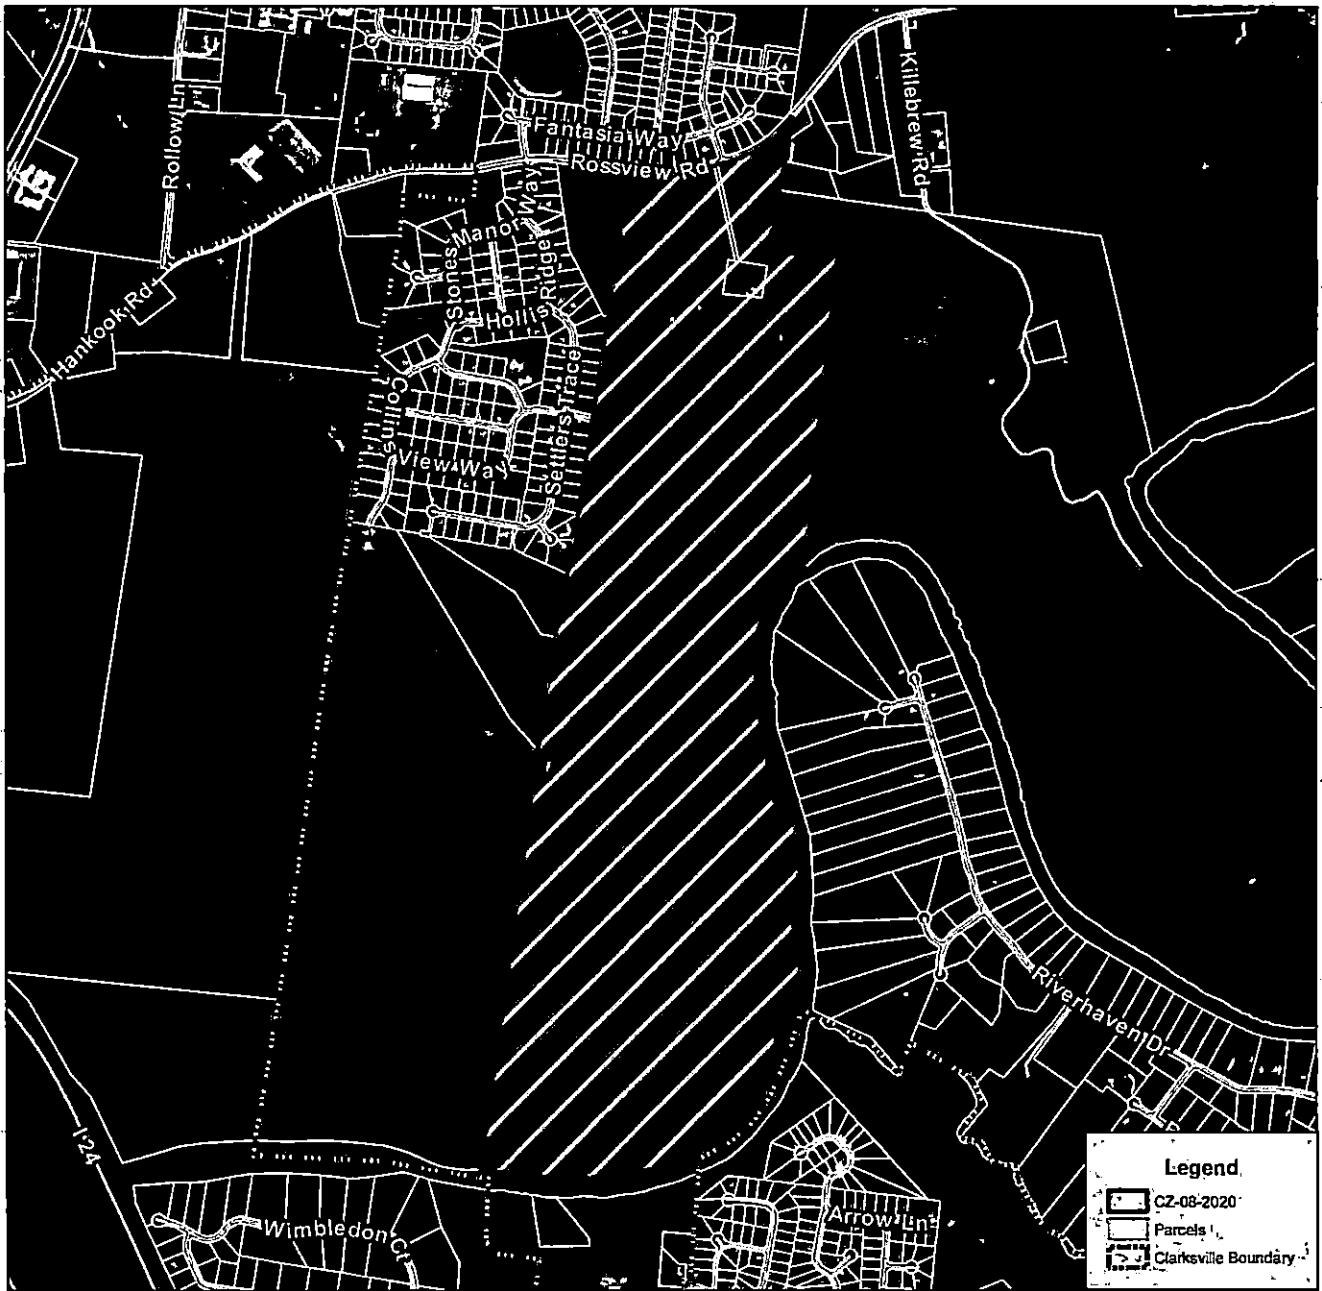 Killebrew Rd
Rollow Ln
Fantasia Way
Rossview Rd
Stones Manor Way
Hollis Ridge
Hankook Rd
Collins View Way
Settlers Trace
Riverhaven Dr
I-24
Wimbledon Ct
Arrow Ln
Legend
CZ-08-2020
Parcels
Clarksville Boundary